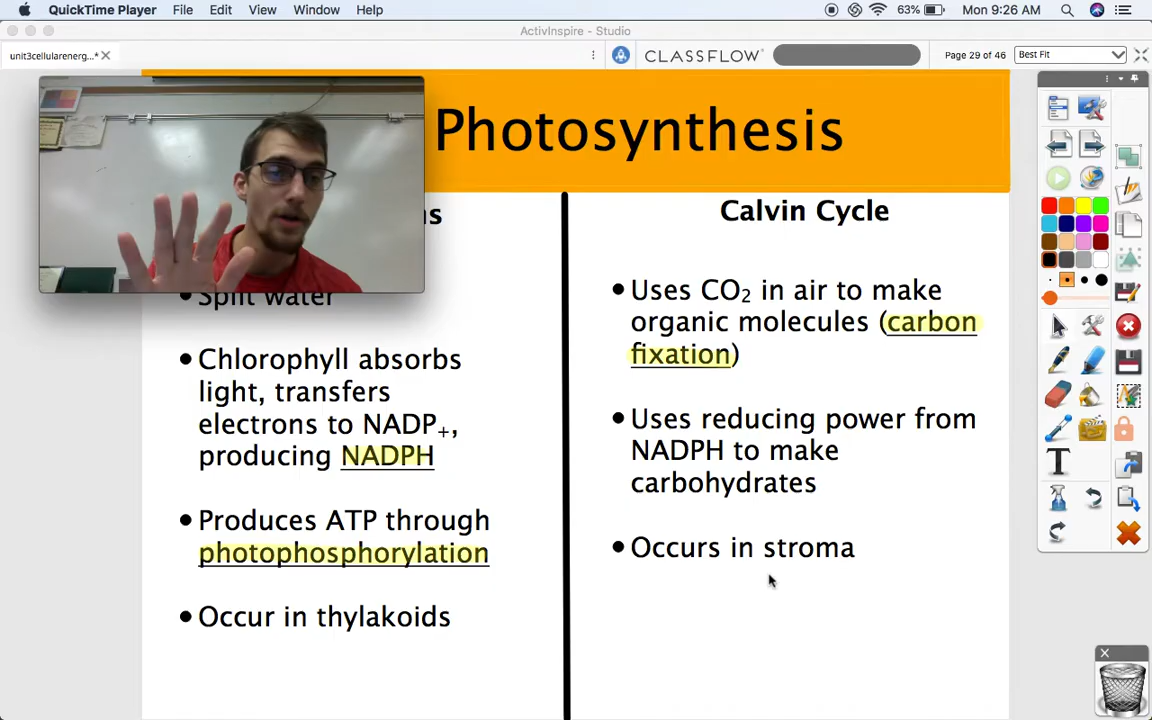 QuickTime Player File Edit View Window Help 63% Mon 9:26 AM
ActivInspire - Studio
unit3cellularenerg...* CLASSFLOW Page 29 of 46 Best Fit
Photosynthesis
Calvin Cycle
• Split water
• Chlorophyll absorbs
light, transfers
electrons to NADP+,
producing NADPH
• Produces ATP through
photophosphorylation
• Occur in thylakoids
• Uses CO₂ in air to make
organic molecules (carbon
fixation)
• Uses reducing power from
NADPH to make
carbohydrates
• Occurs in stroma
T